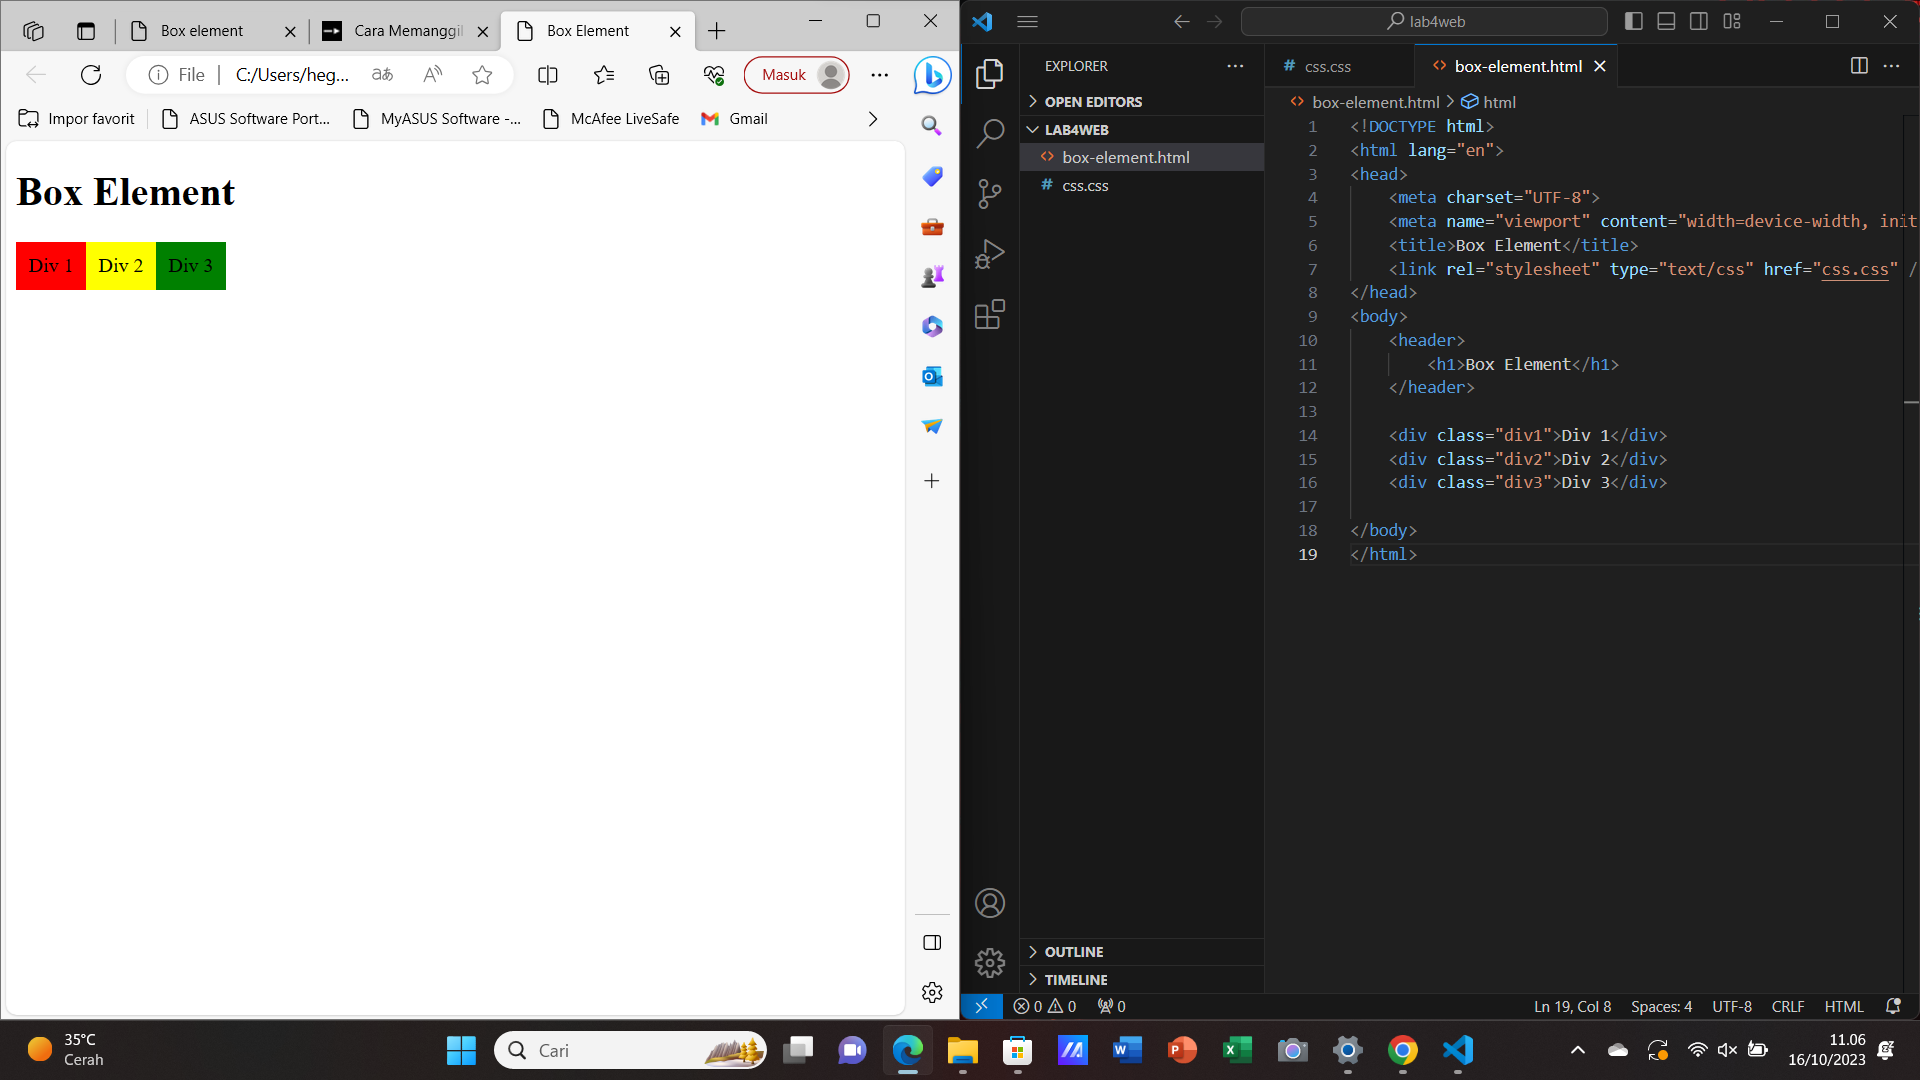 Box element
Cara Memanggil
Box Element
File
C:/Users/heg...
Masuk
Impor favorit
ASUS Software Port...
MyASUS Software -...
McAfee LiveSafe
Gmail
Box Element
Div 1 Div 2 Div 3
lab4web
EXPLORER
OPEN EDITORS
LAB4WEB
box-element.html
css.css
OUTLINE
TIMELINE
css.css
box-element.html
box-element.html > html
1 <!DOCTYPE html>
2 <html lang="en">
3 <head>
4 <meta charset="UTF-8">
5 <meta name="viewport" content="width=device-width, init
6 <title>Box Element</title>
7 <link rel="stylesheet" type="text/css" href="css.css" /
8 </head>
9 <body>
10 <header>
11 <h1>Box Element</h1>
12 </header>
13
14 <div class="div1">Div 1</div>
15 <div class="div2">Div 2</div>
16 <div class="div3">Div 3</div>
17
18 </body>
19 </html>
0 0 0
Ln 19, Col 8 Spaces: 4 UTF-8 CRLF HTML
35°C
Cerah
Cari
11.06
16/10/2023